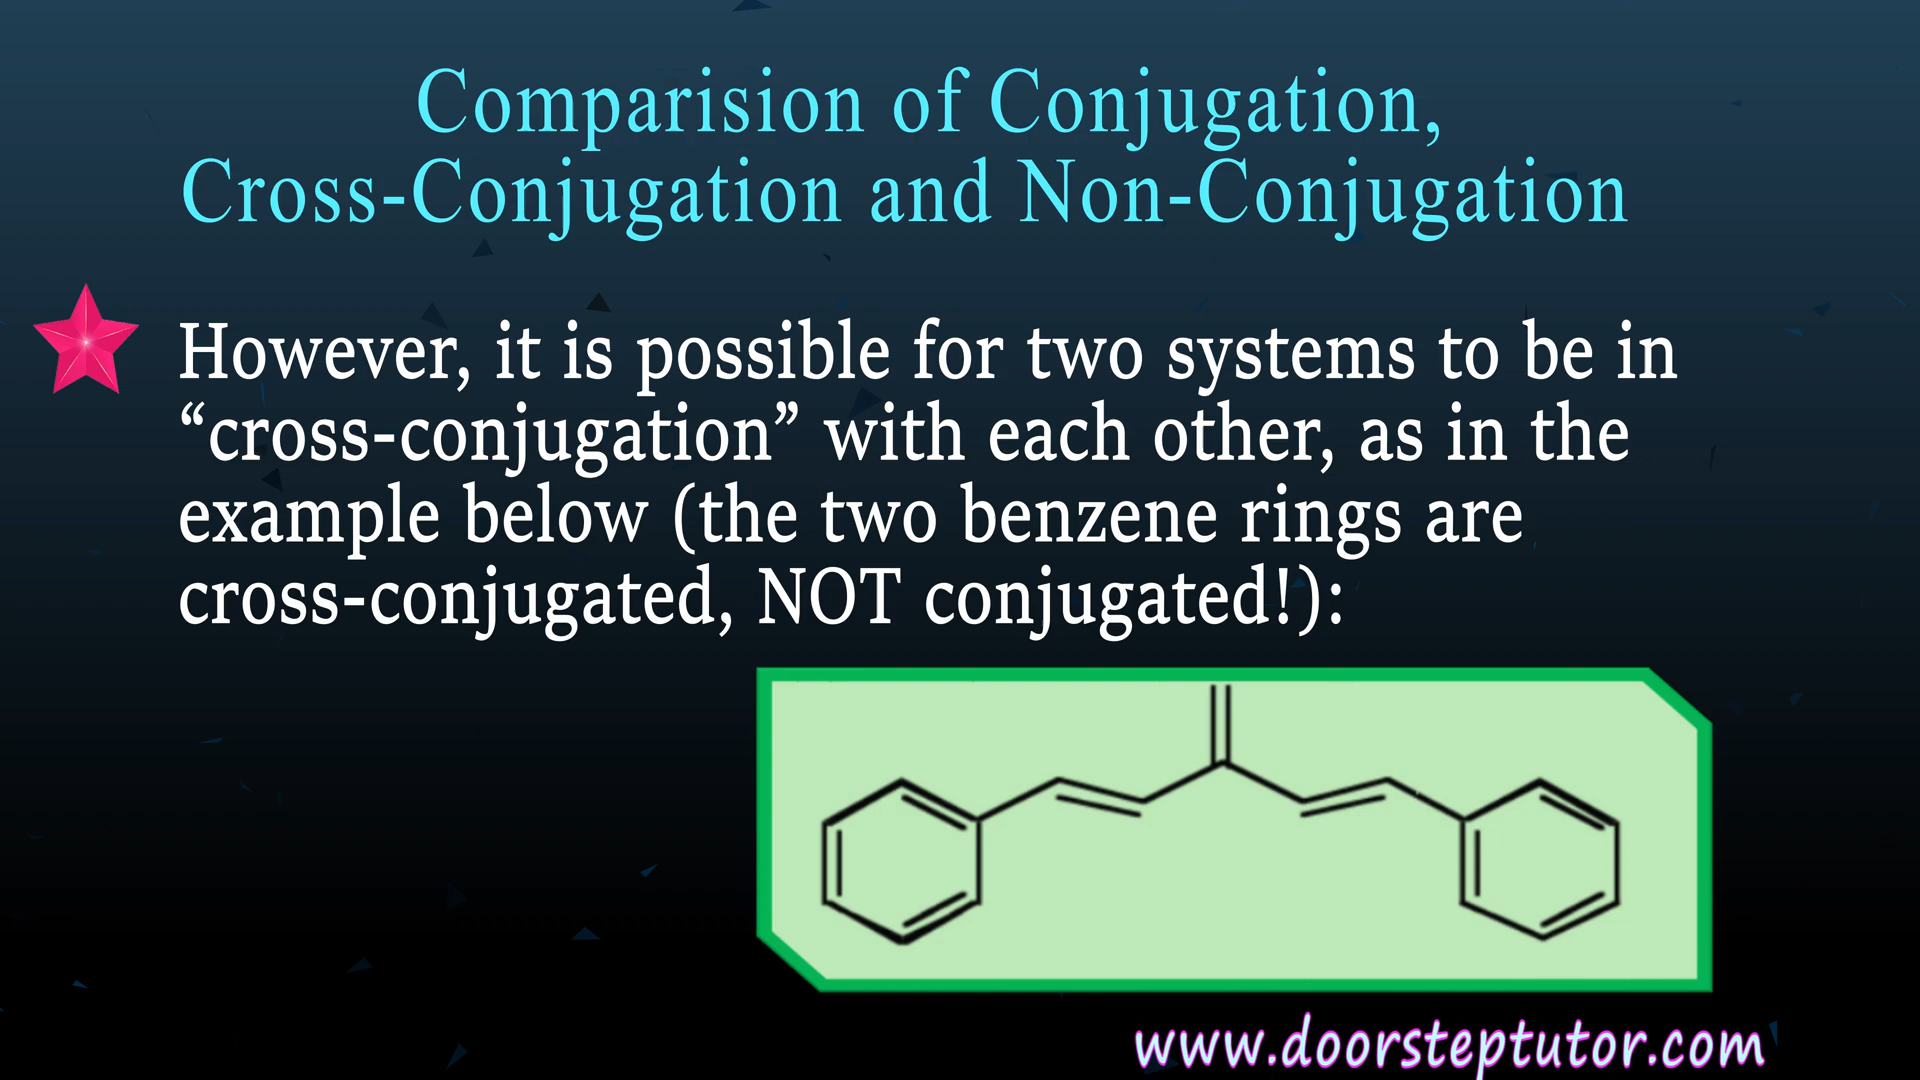 Comparision of Conjugation,
Cross-Conjugation and Non-Conjugation
However, it is possible for two systems to be in
“cross-conjugation” with each other, as in the
example below (the two benzene rings are
cross-conjugated, NOT conjugated!):
www.doorsteptutor.com